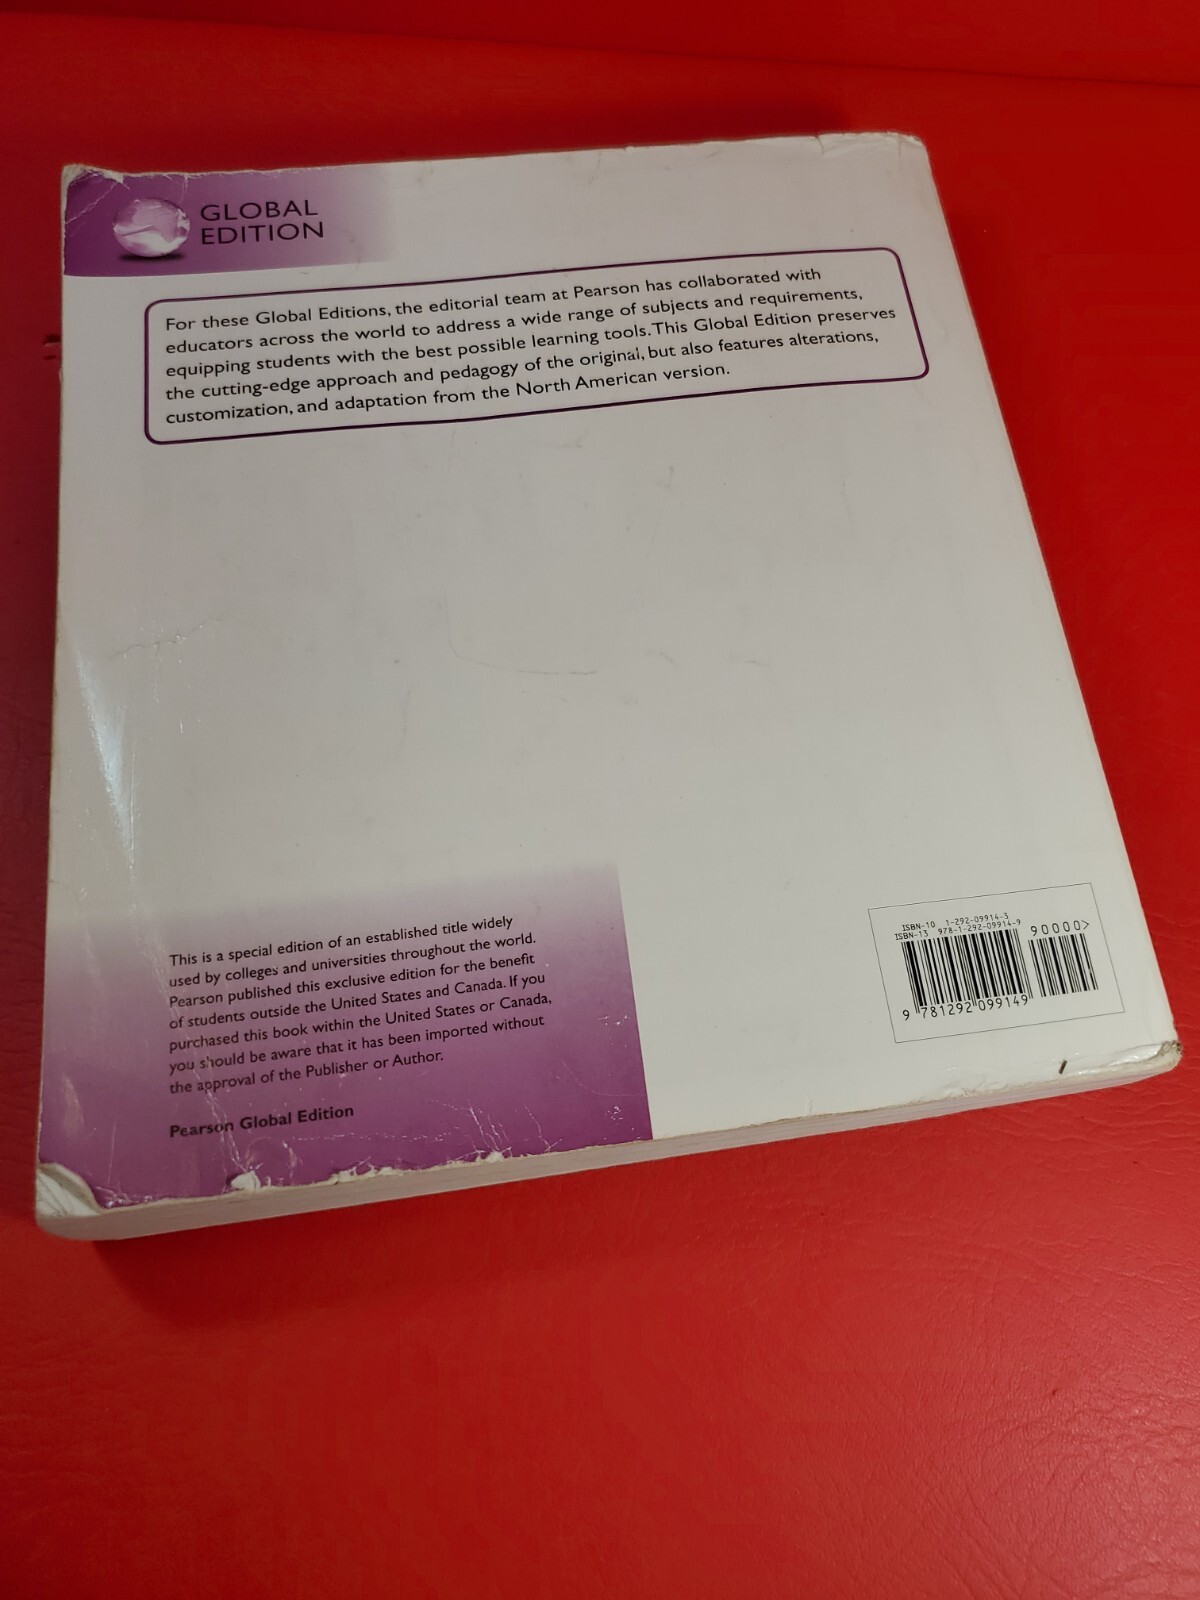 GLOBAL
EDITION
For these Global Editions, the editorial team at Pearson has collaborated with
educators across the world to address a wide range of subjects and requirements,
equipping students with the best possible learning tools. This Global Edition preserves
the cutting-edge approach and pedagogy of the original, but also features alterations,
customization, and adaptation from the North American version.
This is a special edition of an established title widely
used by colleges and universities throughout the world.
Pearson published this exclusive edition for the benefit
of students outside the United States and Canada. If you
purchased this book within the United States or Canada,
you should be aware that it has been imported without
the approval of the Publisher or Author.
Pearson Global Edition
ISBN-10 1-292-09914-3
ISBN-13 978-1-292-09914-9
90000>
9 781292 099149